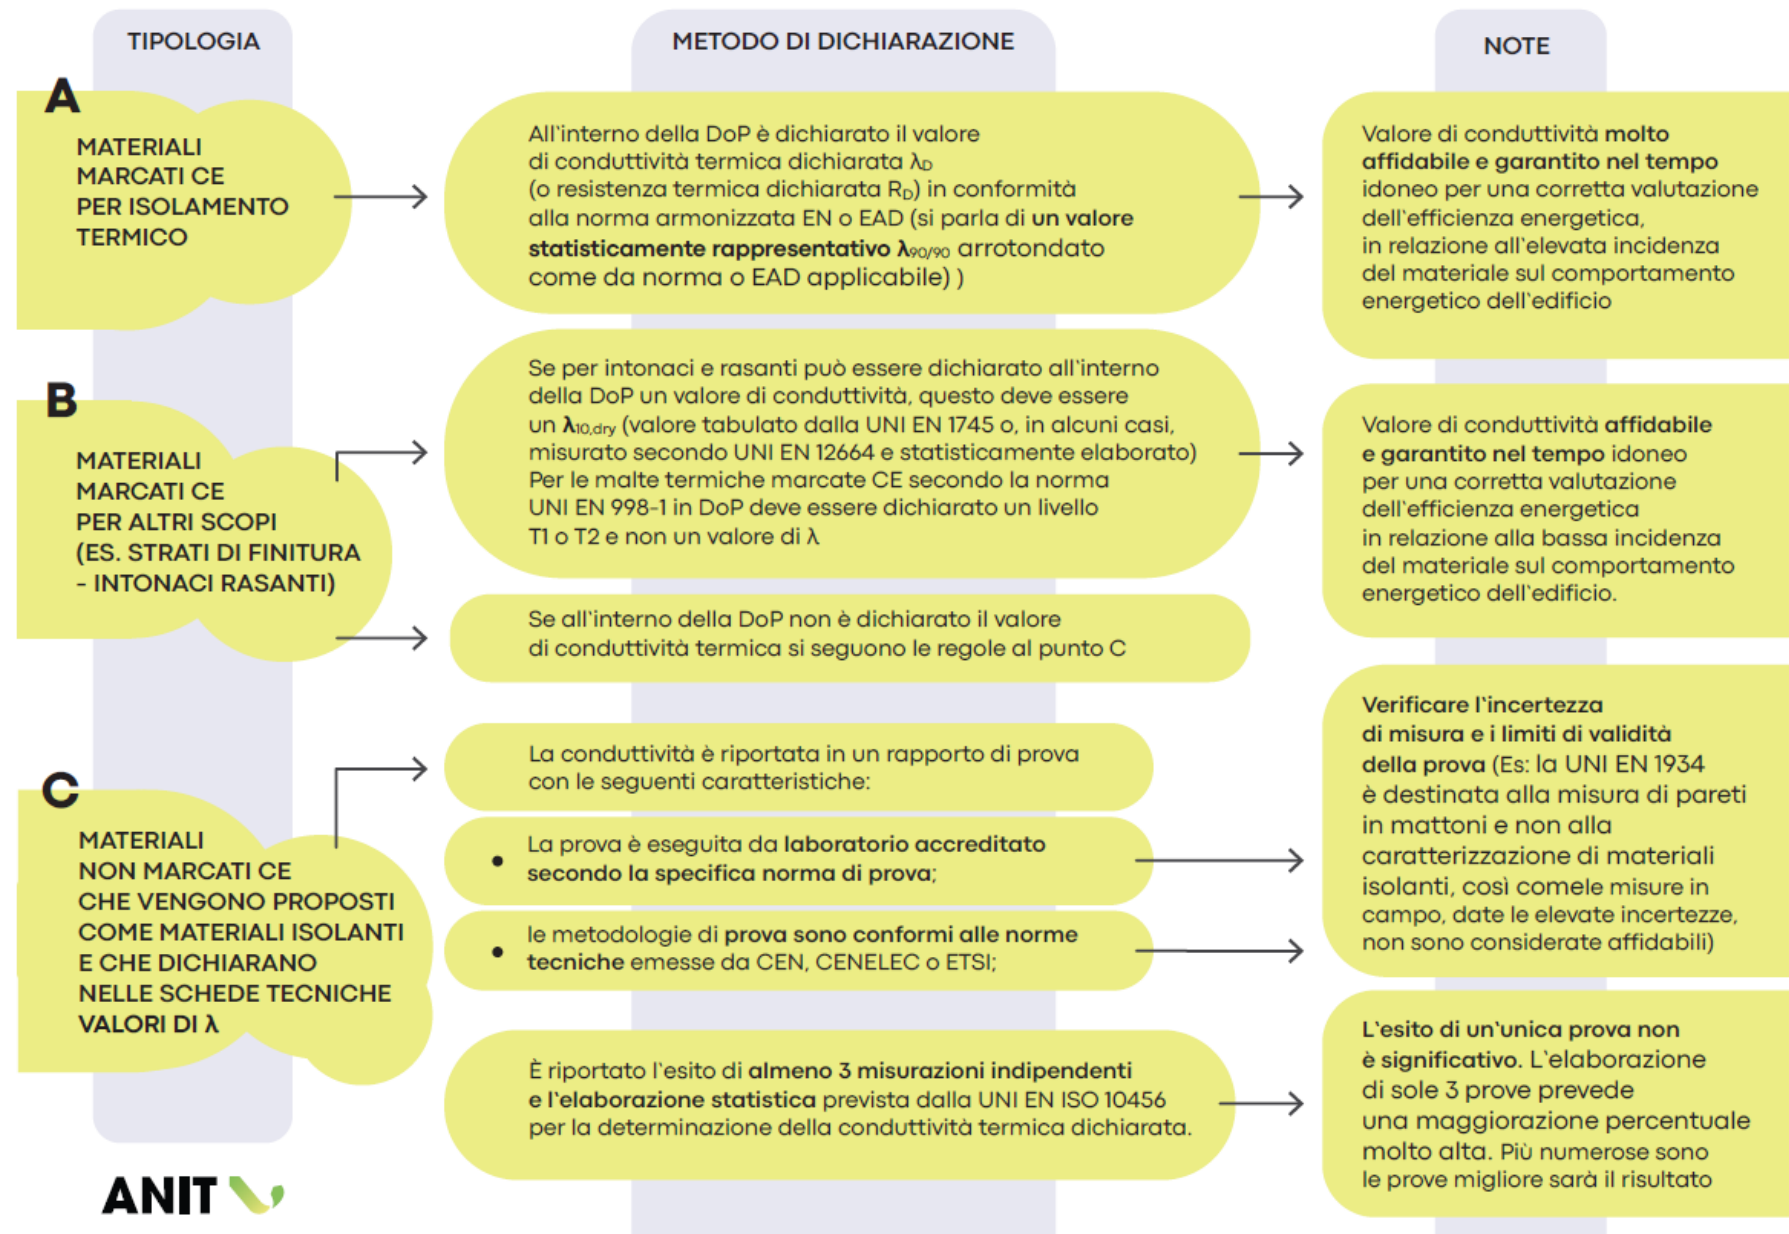 TIPOLOGIA
METODO DI DICHIARAZIONE
NOTE
A
MATERIALI
MARCATI CE
PER ISOLAMENTO
TERMICO
All'interno della DoP è dichiarato il valore
di conduttività termica dichiarata λD
(o resistenza termica dichiarata RD) in conformità
alla norma armonizzata EN o EAD (si parla di un valore
statisticamente rappresentativo λ90/90 arrotondato
come da norma o EAD applicabile) )
Valore di conduttività molto
affidabile e garantito nel tempo
idoneo per una corretta valutazione
dell'efficienza energetica,
in relazione all'elevata incidenza
del materiale sul comportamento
energetico dell'edificio
B
MATERIALI
MARCATI CE
PER ALTRI SCOPI
(ES. STRATI DI FINITURA
- INTONACI RASANTI)
Se per intonaci e rasanti può essere dichiarato all'interno
della DoP un valore di conduttività, questo deve essere
un λ10,dry (valore tabulato dalla UNI EN 1745 o, in alcuni casi,
misurato secondo UNI EN 12664 e statisticamente elaborato)
Per le malte termiche marcate CE secondo la norma
UNI EN 998-1 in DoP deve essere dichiarato un livello
T1 o T2 e non un valore di λ
Valore di conduttività affidabile
e garantito nel tempo idoneo
per una corretta valutazione
dell'efficienza energetica
in relazione alla bassa incidenza
del materiale sul comportamento
energetico dell'edificio.
Se all'interno della DoP non è dichiarato il valore
di conduttività termica si seguono le regole al punto C
C
MATERIALI
NON MARCATI CE
CHE VENGONO PROPOSTI
COME MATERIALI ISOLANTI
E CHE DICHIARANO
NELLE SCHEDE TECNICHE
VALORI DI λ
La conduttività è riportata in un rapporto di prova
con le seguenti caratteristiche:
• La prova è eseguita da laboratorio accreditato
secondo la specifica norma di prova;
• le metodologie di prova sono conformi alle norme
tecniche emesse da CEN, CENELEC o ETSI;
Verificare l'incertezza
di misura e i limiti di validità
della prova (Es: la UNI EN 1934
è destinata alla misura di pareti
in mattoni e non alla
caratterizzazione di materiali
isolanti, così comele misure in
campo, date le elevate incertezze,
non sono considerate affidabili)
È riportato l'esito di almeno 3 misurazioni indipendenti
e l'elaborazione statistica prevista dalla UNI EN ISO 10456
per la determinazione della conduttività termica dichiarata.
L'esito di un'unica prova non
è significativo. L'elaborazione
di sole 3 prove prevede
una maggiorazione percentuale
molto alta. Più numerose sono
le prove migliore sarà il risultato
ANIT